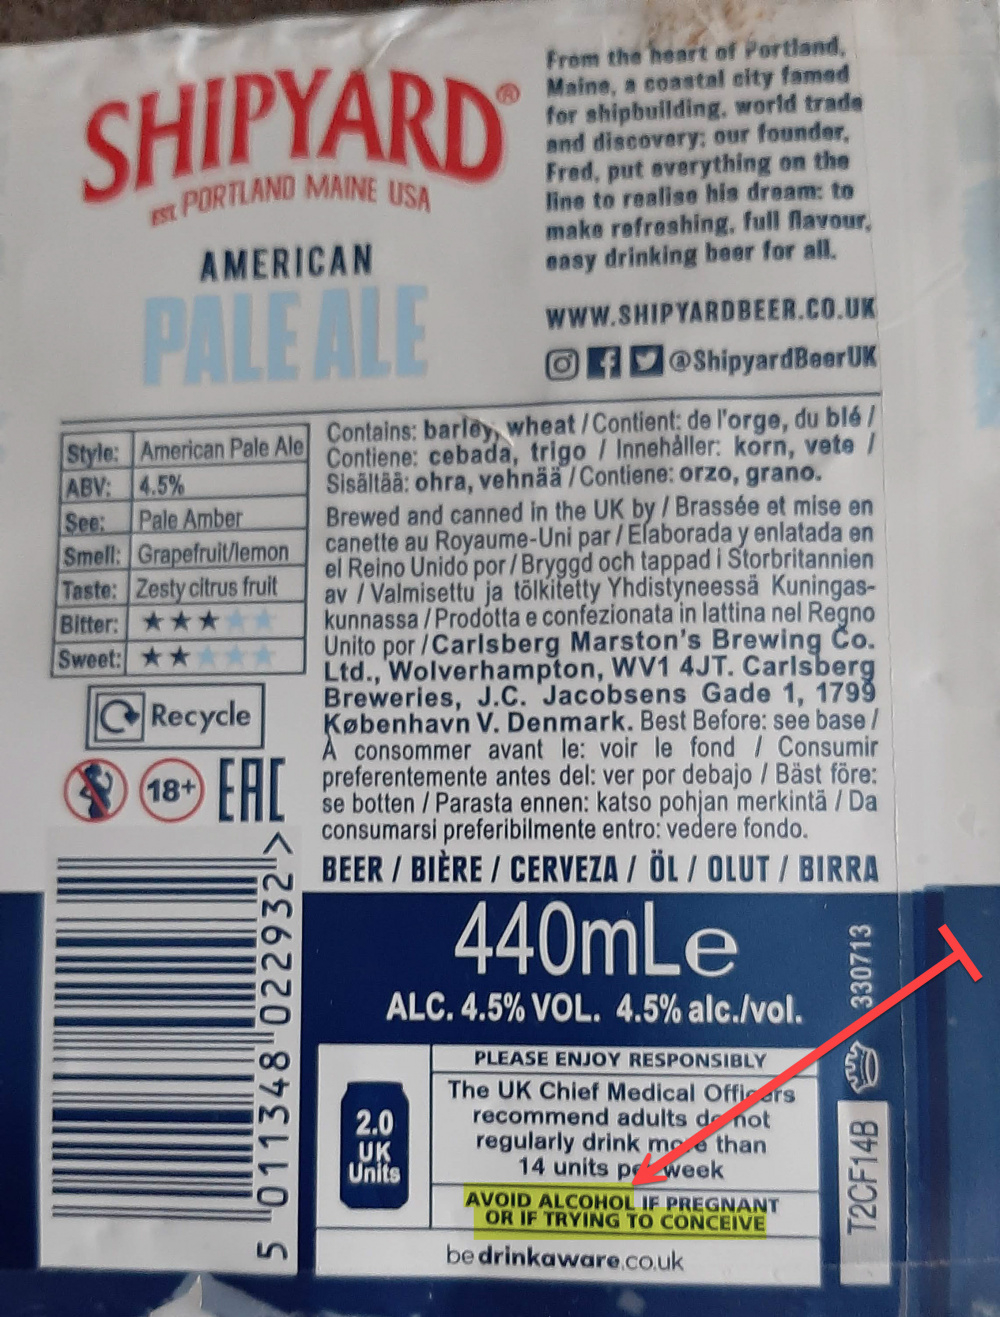 SHIPYARD®
EST. PORTLAND MAINE USA
AMERICAN
PALE ALE
From the heart of Portland,
Maine, a coastal city famed
for shipbuilding, world trade
and discovery; our founder,
Fred, put everything on the
line to realise his dream: to
make refreshing, full flavour,
easy drinking beer for all.
WWW.SHIPYARDBEER.CO.UK
@ShipyardBeerUK
Style: American Pale Ale
ABV: 4.5%
See: Pale Amber
Smell: Grapefruit/lemon
Taste: Zesty citrus fruit
Bitter: ★★★★★
Sweet: ★★★★★
Recycle
18+
EAC
Contains: barley, wheat / Contient: de l'orge, du blé /
Contiene: cebada, trigo / Innehåller: korn, vete /
Sisältää: ohra, vehnää / Contiene: orzo, grano.
Brewed and canned in the UK by / Brassée et mise en
canette au Royaume-Uni par / Elaborada y enlatada en
el Reino Unido por / Bryggd och tappad i Storbritannien
av / Valmisettu ja tölkitetty Yhdistyneessä Kuningas-
kunnassa / Prodotta e confezionata in lattina nel Regno
Unito por / Carlsberg Marston's Brewing Co.
Ltd., Wolverhampton, WV1 4JT. Carlsberg
Breweries, J.C. Jacobsens Gade 1, 1799
København V. Denmark. Best Before: see base /
À consommer avant le: voir le fond / Consumir
preferentemente antes del: ver por debajo / Bäst före:
se botten / Parasta ennen: katso pohjan merkintä / Da
consumarsi preferibilmente entro: vedere fondo.
BEER / BIÈRE / CERVEZA / ÖL / OLUT / BIRRA
5 011348 022932 >
440mL e
ALC. 4.5% VOL. 4.5% alc./vol.
2.0
UK
Units
PLEASE ENJOY RESPONSIBLY
The UK Chief Medical Officers
recommend adults do not
regularly drink more than
14 units per week
AVOID ALCOHOL IF PREGNANT
OR IF TRYING TO CONCEIVE
bedrinkaware.co.uk
330713
T2CF14B